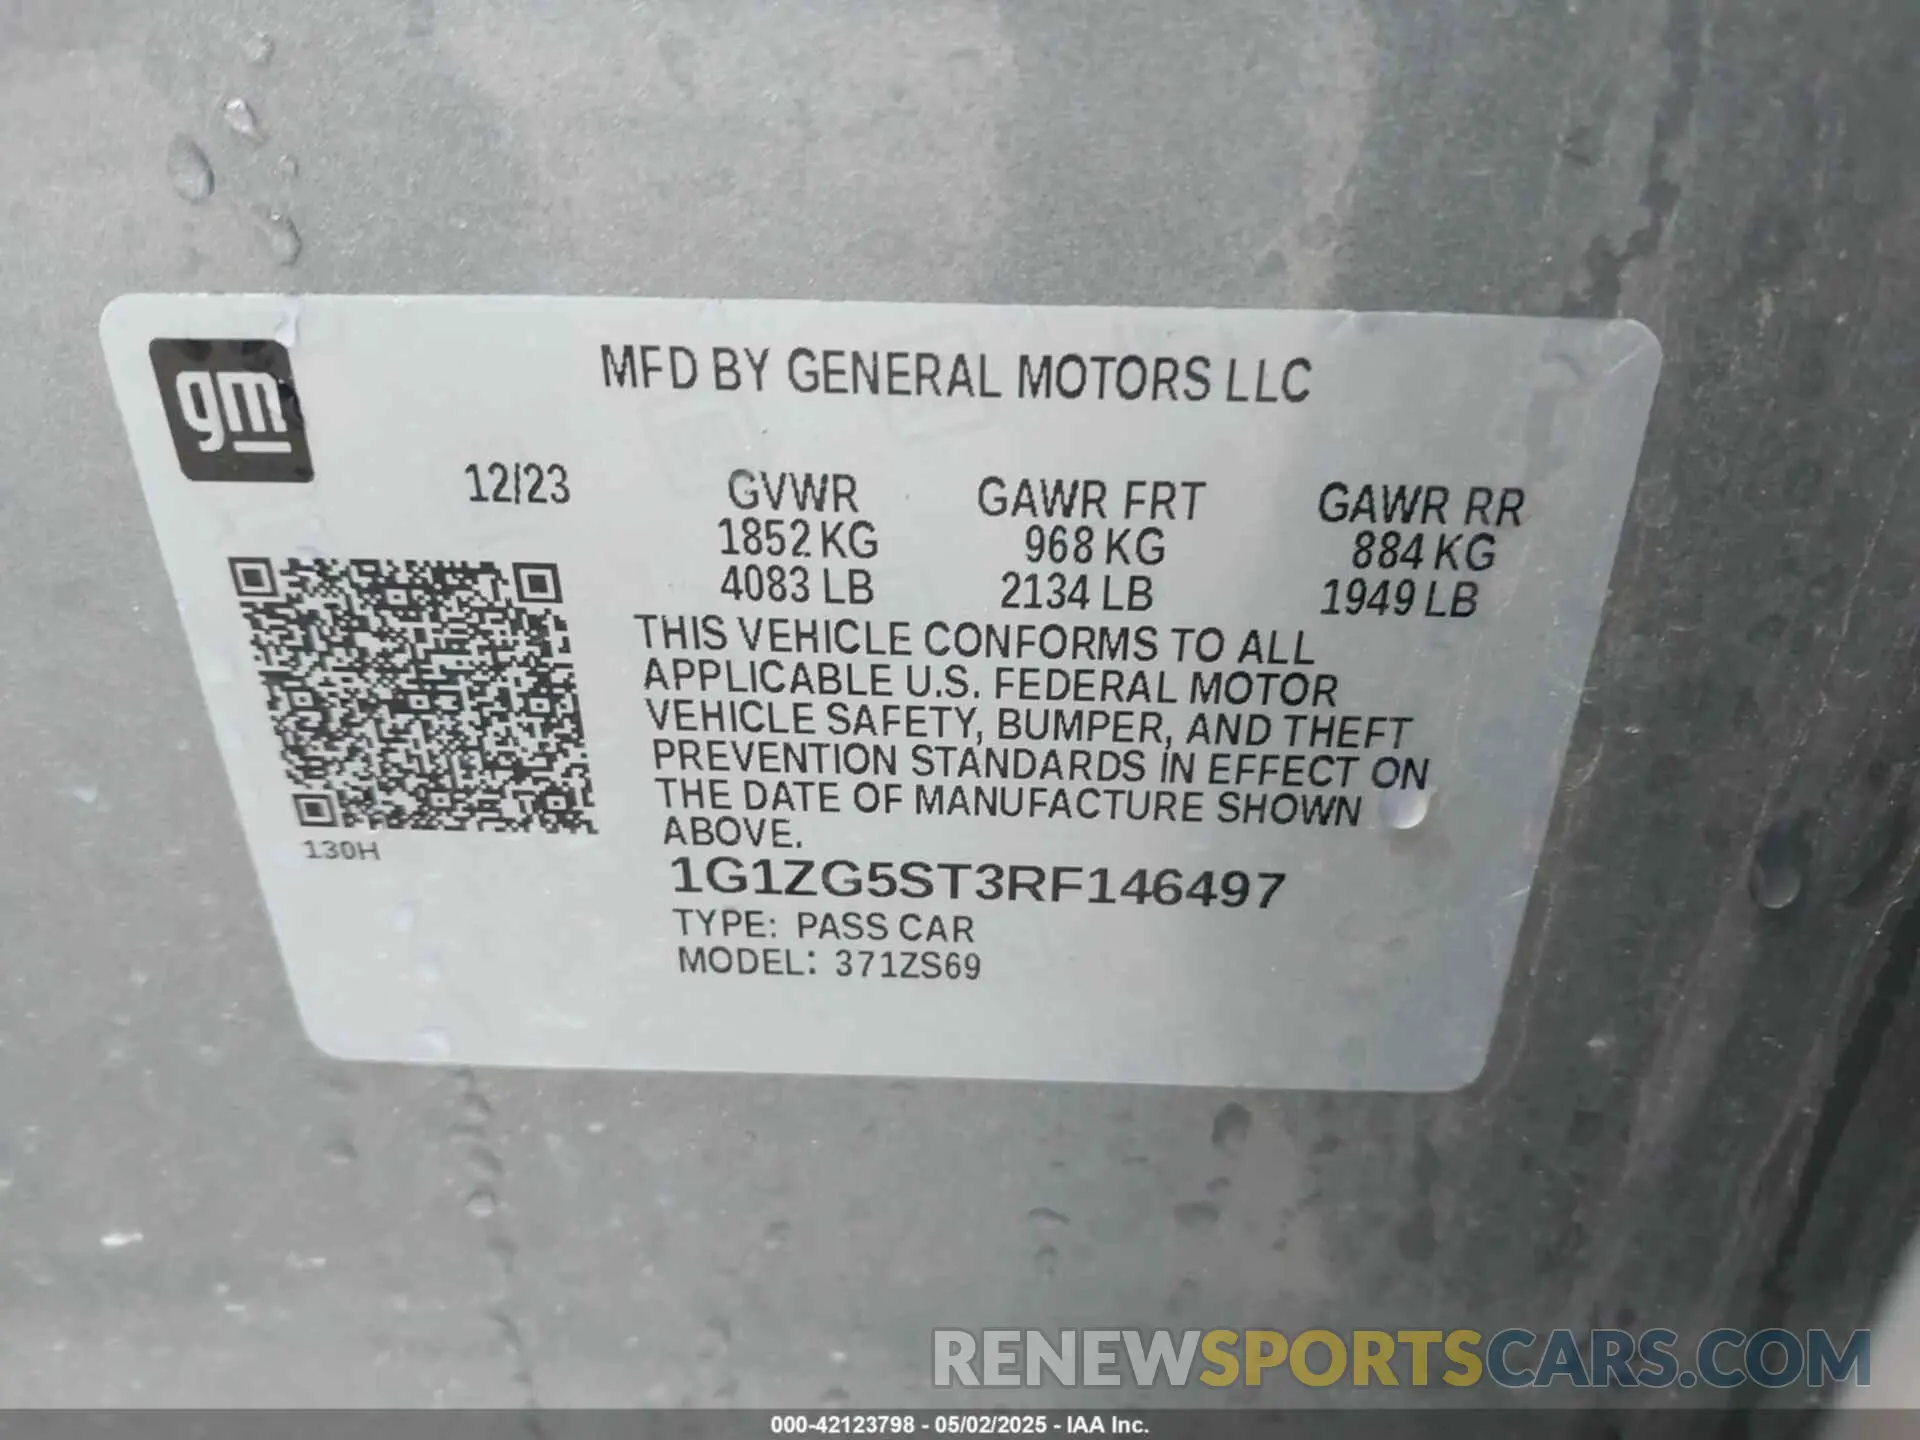 gm
MFD BY GENERAL MOTORS LLC
12/23
GVWR GAWR FRT GAWR RR
1852 KG 968 KG 884 KG
4083 LB 2134 LB 1949 LB
THIS VEHICLE CONFORMS TO ALL
APPLICABLE U.S. FEDERAL MOTOR
VEHICLE SAFETY, BUMPER, AND THEFT
PREVENTION STANDARDS IN EFFECT ON
THE DATE OF MANUFACTURE SHOWN
ABOVE.
130H
1G1ZG5ST3RF146497
TYPE: PASS CAR
MODEL: 371ZS69
RENEWSPORTSCARS.COM
000-42123798 - 05/02/2025 - IAA Inc.